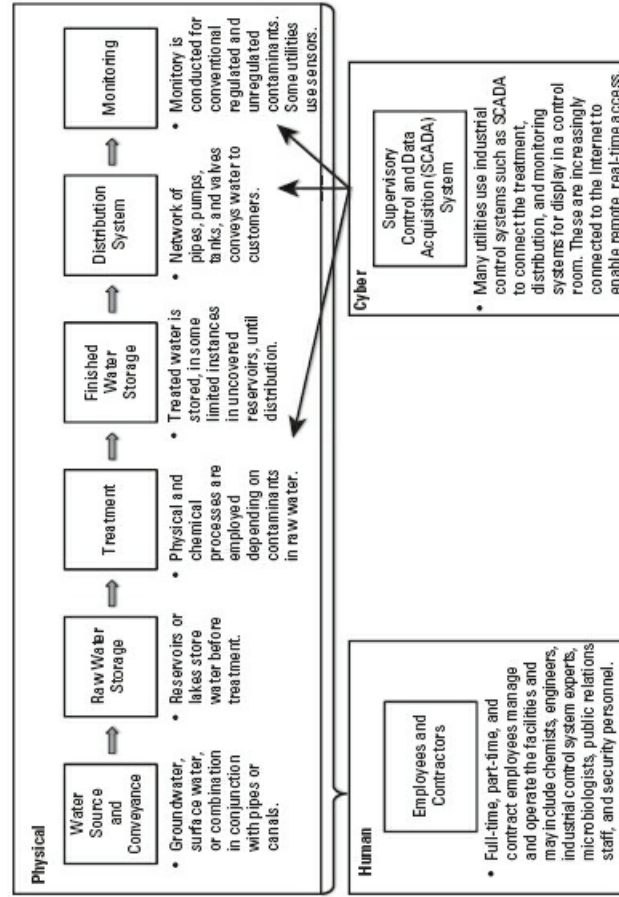 Physical
Water
Source
and
Conveyance
• Groundwater,
surface water,
or combination
in conjunction
with pipes or
canals.
Raw Water
Storage
• Reservoirs or
lakes store
water before
treatment.
Treatment
• Physical and
chemical
processes are
employed
depending on
contaminants
in raw water.
Finished
Water
Storage
• Treated water is
stored, in some
limited instances
in uncovered
reservoirs, until
distribution.
Distribution
System
• Network of
pipes, pumps,
tanks, and valves
conveys water to
customers.
Monitoring
• Monitory is
conducted for
conventional
regulated and
unregulated
contaminants.
Some utilities
use sensors.
Human
Employees and
Contractors
• Full-time, part-time, and
contract employees manage
and operate the facilities and
may include chemists, engineers,
industrial control system experts,
microbiologists, public relations
staff, and security personnel.
Cyber
Supervisory
Control and Data
Acquisition (SCADA)
System
• Many utilities use industrial
control systems such as SCADA
to connect the treatment,
distribution, and monitoring
systems for display in a control
room. These are increasingly
connected to the Internet to
enable remote, real-time access.